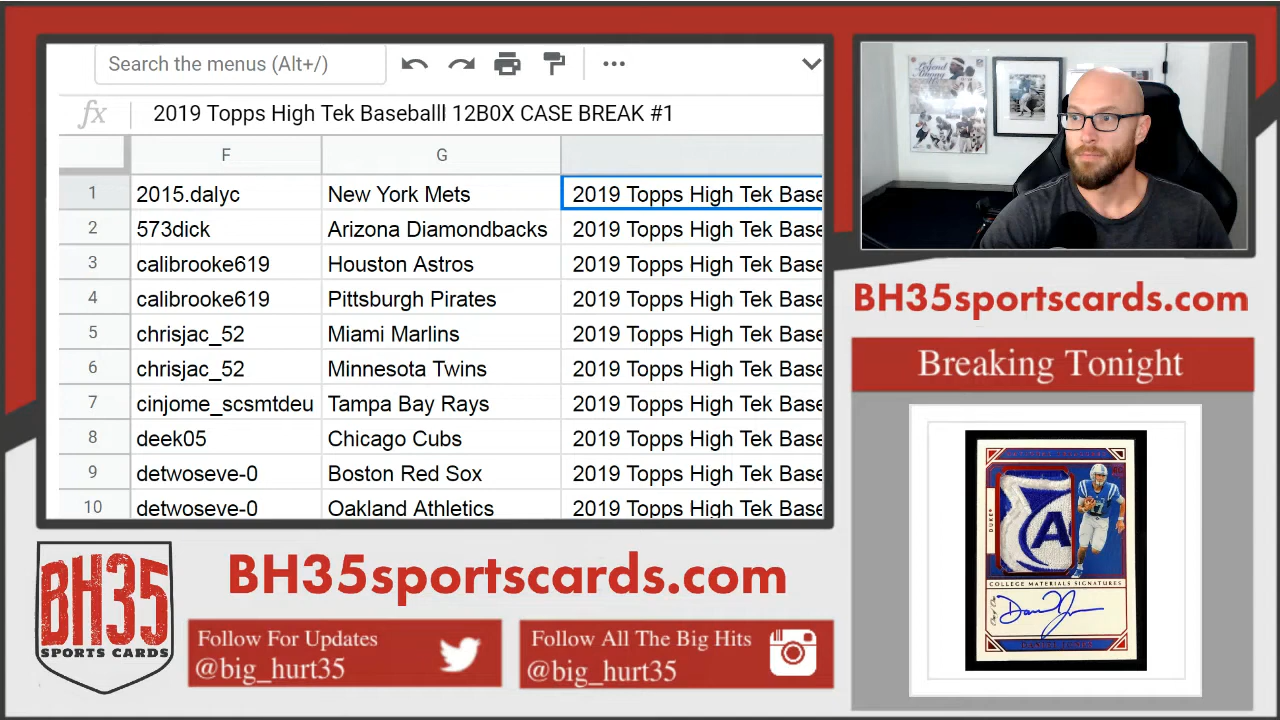 Search the menus (Alt+/)
fx 2019 Topps High Tek Baseballl 12B0X CASE BREAK #1
F G
1 2015.dalyc New York Mets 2019 Topps High Tek Base
2 573dick Arizona Diamondbacks 2019 Topps High Tek Base
3 calibrooke619 Houston Astros 2019 Topps High Tek Base
4 calibrooke619 Pittsburgh Pirates 2019 Topps High Tek Base
5 chrisjac_52 Miami Marlins 2019 Topps High Tek Base
6 chrisjac_52 Minnesota Twins 2019 Topps High Tek Base
7 cinjome_scsmtdeu Tampa Bay Rays 2019 Topps High Tek Base
8 deek05 Chicago Cubs 2019 Topps High Tek Base
9 detwoseve-0 Boston Red Sox 2019 Topps High Tek Base
10 detwoseve-0 Oakland Athletics 2019 Topps High Tek Base
Legend
Among
BH35sportscards.com
Breaking Tonight
DUKE
A
COLLEGE MATERIALS SIGNATURES
BH35
SPORTS CARDS
BH35sportscards.com
Follow For Updates
@big_hurt35
Follow All The Big Hits
@big_hurt35